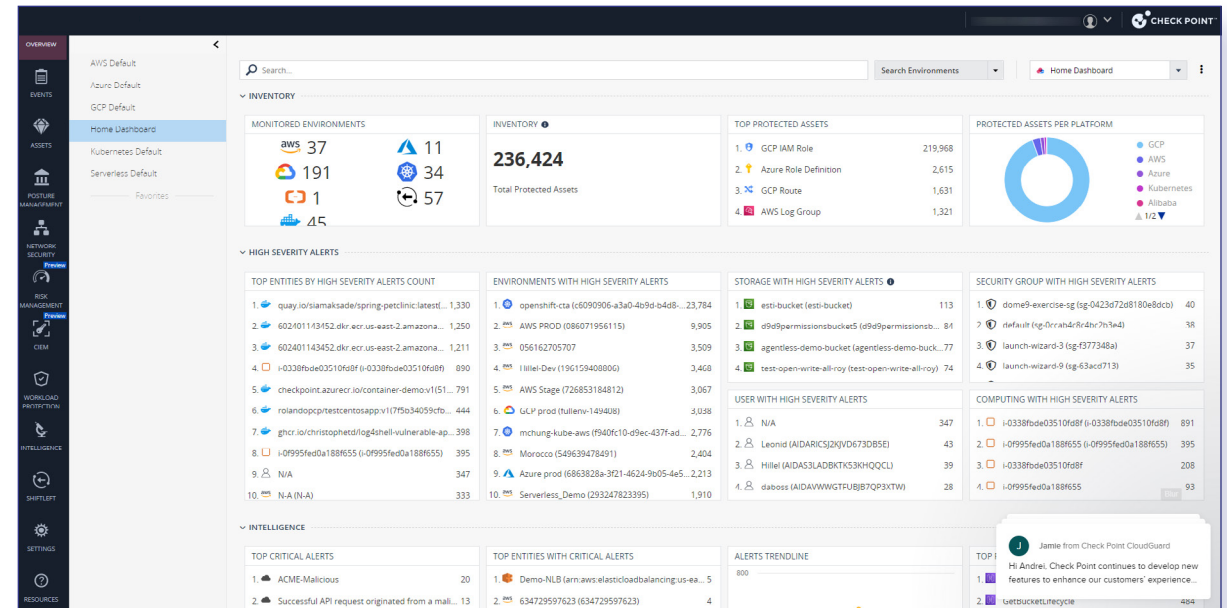 CHECK POINT
OVERVIEW
EVENTS
ASSETS
POSTURE
MANAGEMENT
NETWORK
SECURITY
Preview
RISK
MANAGEMENT
Preview
CIEM
WORKLOAD
PROTECTION
INTELLIGENCE
SHIFTLEFT
SETTINGS
RESOURCES
AWS Default
Azure Default
GCP Default
Home Dashboard
Kubernetes Default
Serverless Default
Favorites
Search...
Search Environments
Home Dashboard
INVENTORY
MONITORED ENVIRONMENTS
aws 37
11
191
34
1
57
45
INVENTORY
236,424
Total Protected Assets
TOP PROTECTED ASSETS
1. GCP IAM Role 219,968
2. Azure Role Definition 2,615
3. GCP Route 1,631
4. AWS Log Group 1,321
PROTECTED ASSETS PER PLATFORM
GCP
AWS
Azure
Kubernetes
Alibaba
1/2
HIGH SEVERITY ALERTS
TOP ENTITIES BY HIGH SEVERITY ALERTS COUNT
1. quay.io/siamaksade/spring-petclinic:latest(... 1,330
2. 602401143452.dkr.ecr.us-east-2.amazona... 1,250
3. 602401143452.dkr.ecr.us-east-2.amazona... 1,211
4. i-0338fbde03510fd8f (i-0338fbde03510fd8f) 890
5. checkpoint.azurecr.io/container-demo:v1(51... 791
6. rolandopcp/testcentosapp:v1(7f5b34059cfb... 444
7. ghcr.io/christophetd/log4shell-vulnerable-ap... 398
8. i-0f995fed0a188f655 (i-0f995fed0a188f655) 395
9. N/A 347
10. aws N-A (N-A) 333
ENVIRONMENTS WITH HIGH SEVERITY ALERTS
1. openshift-cta (c6090906-a3a0-4b9d-b4d8-... 23,784
2. aws AWS PROD (086071956115) 9,905
3. aws 056162705707 3,509
4. aws Hillel-Dev (196159408806) 3,468
5. aws AWS Stage (726853184812) 3,067
6. GCP prod (fullenv-149408) 3,038
7. mchung-kube-aws (f940fc10-d9ec-437f-ad... 2,776
8. aws Morocco (549639478491) 2,404
9. Azure prod (6863828a-3f21-4624-9b05-4e5... 2,213
10. aws Serverless_Demo (293247823395) 1,910
STORAGE WITH HIGH SEVERITY ALERTS
1. esti-bucket (esti-bucket) 113
2. d9d9permissionsbucket5 (d9d9permissionsb... 84
3. agentless-demo-bucket (agentless-demo-buck... 77
4. test-open-write-all-roy (test-open-write-all-roy) 74
SECURITY GROUP WITH HIGH SEVERITY ALERTS
1. dome9-exercise-sg (sg-0423d72d8180e8dcb) 40
2. default (sg-0ccab4c8c4bc2b3e4) 38
3. launch-wizard-3 (sg-f377348a) 37
4. launch-wizard-9 (sg-63acd713) 35
USER WITH HIGH SEVERITY ALERTS
1. N/A 347
2. Leonid (AIDARICSJ2KJVD673DB5E) 43
3. Hillel (AIDAS3LADBKTK53KHQQCL) 39
4. daboss (AIDAVWWGTFUBJB7QP3XTW) 28
COMPUTING WITH HIGH SEVERITY ALERTS
1. i-0338fbde03510fd8f (i-0338fbde03510fd8f) 891
2. i-0f995fed0a188f655 (i-0f995fed0a188f655) 395
3. i-0338fbde03510fd8f 208
4. i-0f995fed0a188f655 93
INTELLIGENCE
TOP CRITICAL ALERTS
1. ACME-Malicious 20
2. Successful API request originated from a mali... 13
TOP ENTITIES WITH CRITICAL ALERTS
1. Demo-NLB (arn:aws:elasticloadbalancing:us-ea... 5
2. aws 634729597623 (634729597623) 4
ALERTS TRENDLINE
800
TOP
1.
2. GetBucketLifecycle 484
J
Jamie from Check Point CloudGuard
Hi Andrei, Check Point continues to develop new
features to enhance our customers' experience...